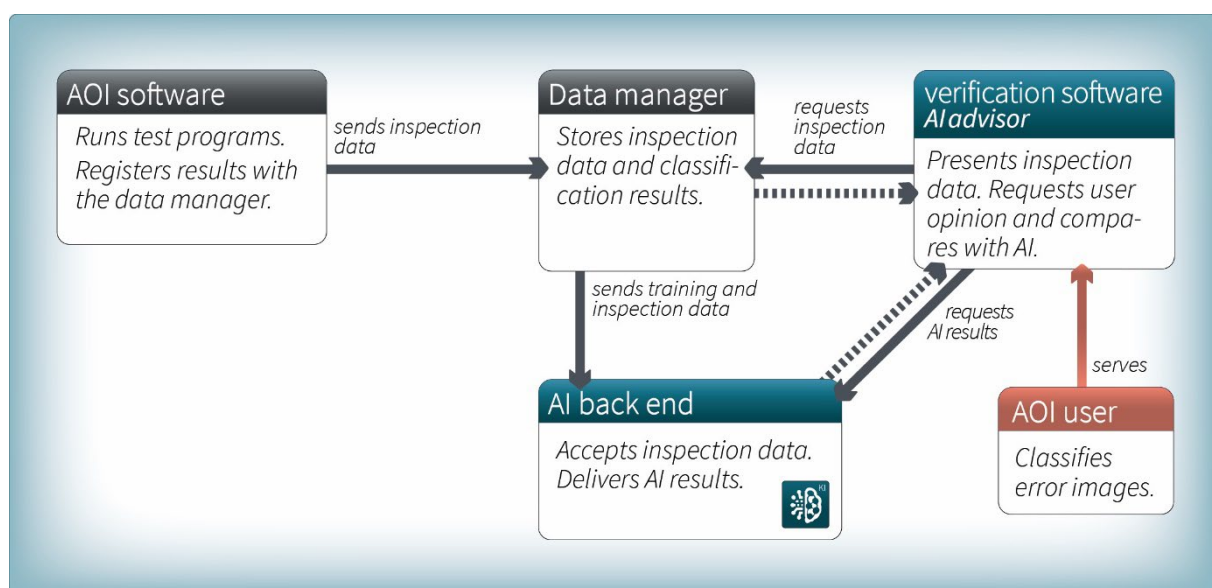 AOI software
Runs test programs.
Registers results with
the data manager.
sends inspection
data
Data manager
Stores inspection
data and classifi-
cation results.
requests
inspection
data
verification software
AI advisor
Presents inspection
data. Requests user
opinion and compa-
res with AI.
sends training and
inspection data
requests
AI results
AI back end
Accepts inspection data.
Delivers AI results.
KI
serves
AOI user
Classifies
error images.